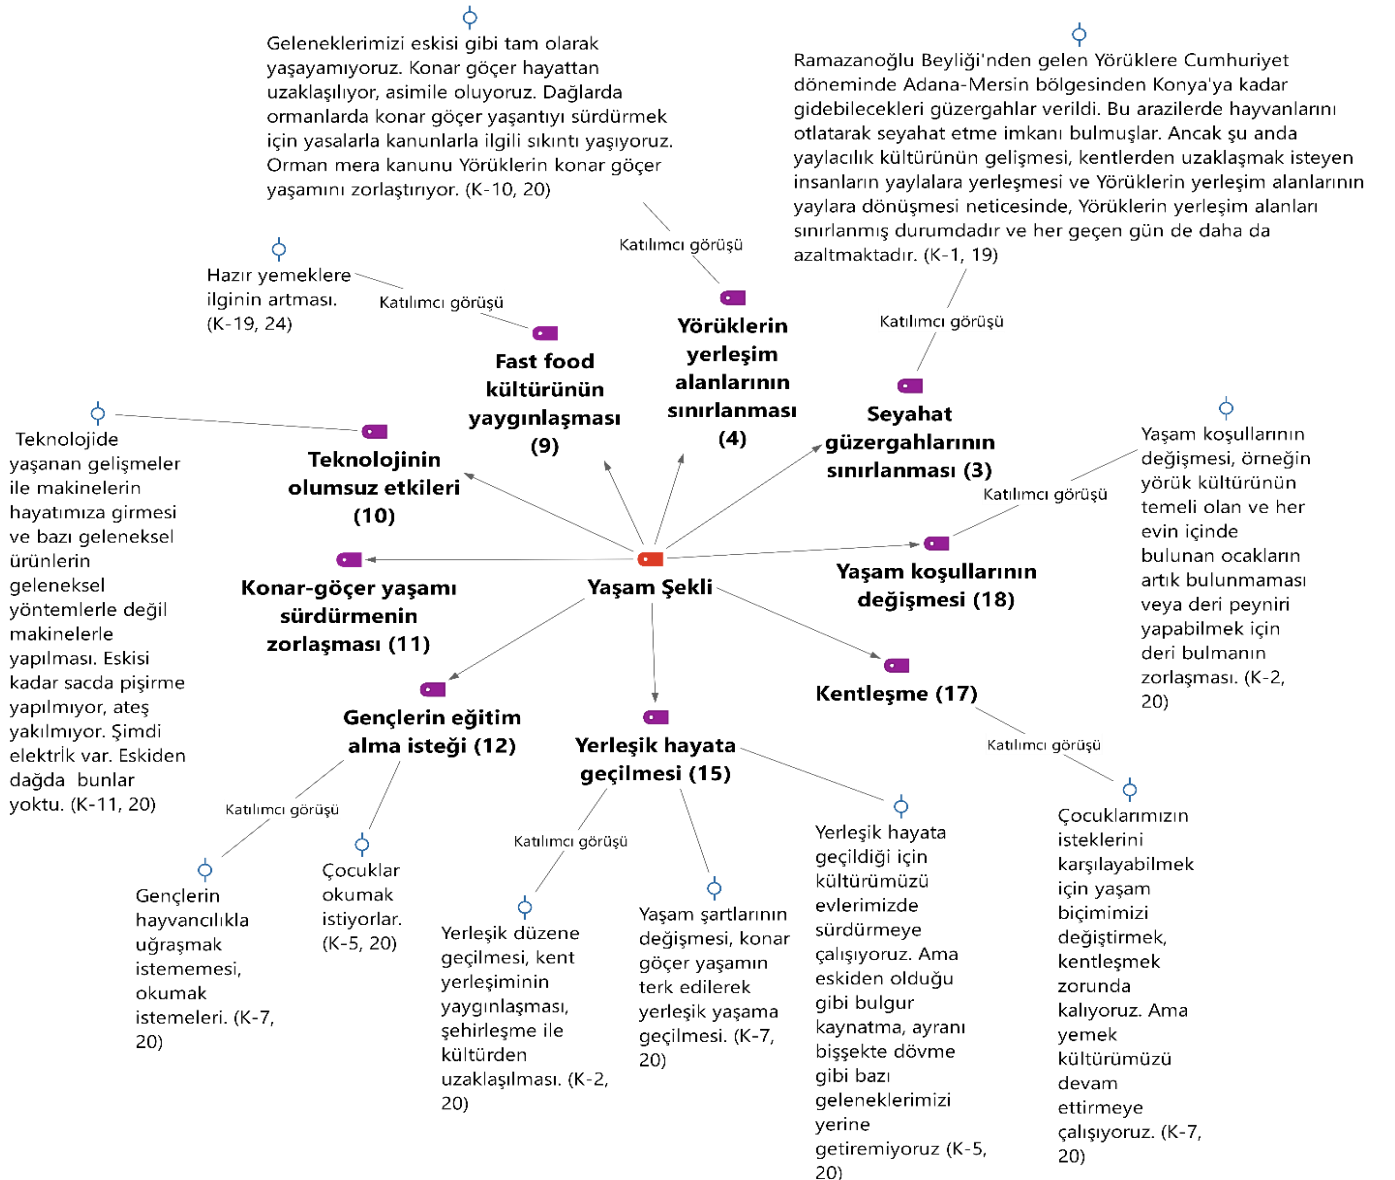 Geleneklerimizi eskisi gibi tam olarak
yaşayamıyoruz. Konar göçer hayattan
uzaklaşılıyor, asimile oluyoruz. Dağlarda
ormanlarda konar göçer yaşantıyı sürdürmek
için yasalarla kanunlarla ilgili sıkıntı yaşıyoruz.
Orman mera kanunu Yörüklerin konar göçer
yaşamını zorlaştırıyor. (K-10, 20)
Ramazanoğlu Beyliği'nden gelen Yörüklere Cumhuriyet
döneminde Adana-Mersin bölgesinden Konya'ya kadar
gidebilecekleri güzergahlar verildi. Bu arazilerde hayvanlarını
otlatarak seyahat etme imkanı bulmuşlar. Ancak şu anda
yaylacılık kültürünün gelişmesi, kentlerden uzaklaşmak isteyen
insanların yaylalara yerleşmesi ve Yörüklerin yerleşim alanlarının
yaylara dönüşmesi neticesinde, Yörüklerin yerleşim alanları
sınırlanmış durumdadır ve her geçen gün de daha da
azaltmaktadır. (K-1, 19)
Katılımcı görüşü
Hazır yemeklere
ilginin artması.
(K-19, 24)
Katılımcı görüşü
Katılımcı görüşü
Fast food
kültürünün
yaygınlaşması
(9)
Yörüklerin
yerleşim
alanlarının
sınırlanması
(4)
Seyahat
güzergahlarının
sınırlanması (3)
Teknolojinin
olumsuz etkileri
(10)
Teknolojide
yaşanan gelişmeler
ile makinelerin
hayatımıza girmesi
ve bazı geleneksel
ürünlerin
geleneksel
yöntemlerle değil
makinelerle
yapılması. Eskisi
kadar sacda pişirme
yapılmıyor, ateş
yakılmıyor. Şimdi
elektrİk var. Eskiden
dağda bunlar
yoktu. (K-11, 20)
Katılımcı görüşü
Yaşam koşullarının
değişmesi, örneğin
yörük kültürünün
temeli olan ve her
evin içinde
bulunan ocakların
artık bulunmaması
veya deri peyniri
yapabilmek için
deri bulmanın
zorlaşması. (K-2,
20)
Konar-göçer yaşamı
sürdürmenin
zorlaşması (11)
Yaşam Şekli
Yaşam koşullarının
değişmesi (18)
Kentleşme (17)
Gençlerin eğitim
alma isteği (12)
Yerleşik hayata
geçilmesi (15)
Katılımcı görüşü
Katılımcı görüşü
Katılımcı görüşü
Gençlerin
hayvancılıkla
uğraşmak
istememesi,
okumak
istemeleri. (K-7,
20)
Çocuklar
okumak
istiyorlar.
(K-5, 20)
Yerleşik düzene
geçilmesi, kent
yerleşiminin
yaygınlaşması,
şehirleşme ile
kültürden
uzaklaşılması. (K-2,
20)
Yaşam şartlarının
değişmesi, konar
göçer yaşamın
terk edilerek
yerleşik yaşama
geçilmesi. (K-7,
20)
Yerleşik hayata
geçildiği için
kültürümüzü
evlerimizde
sürdürmeye
çalışıyoruz. Ama
eskiden olduğu
gibi bulgur
kaynatma, ayranı
bişşekte dövme
gibi bazı
geleneklerimizi
yerine
getiremiyoruz (K-5,
20)
Çocuklarımızın
isteklerini
karşılayabilmek
için yaşam
biçimimizi
değiştirmek,
kentleşmek
zorunda
kalıyoruz. Ama
yemek
kültürümüzü
devam
ettirmeye
çalışıyoruz. (K-7,
20)